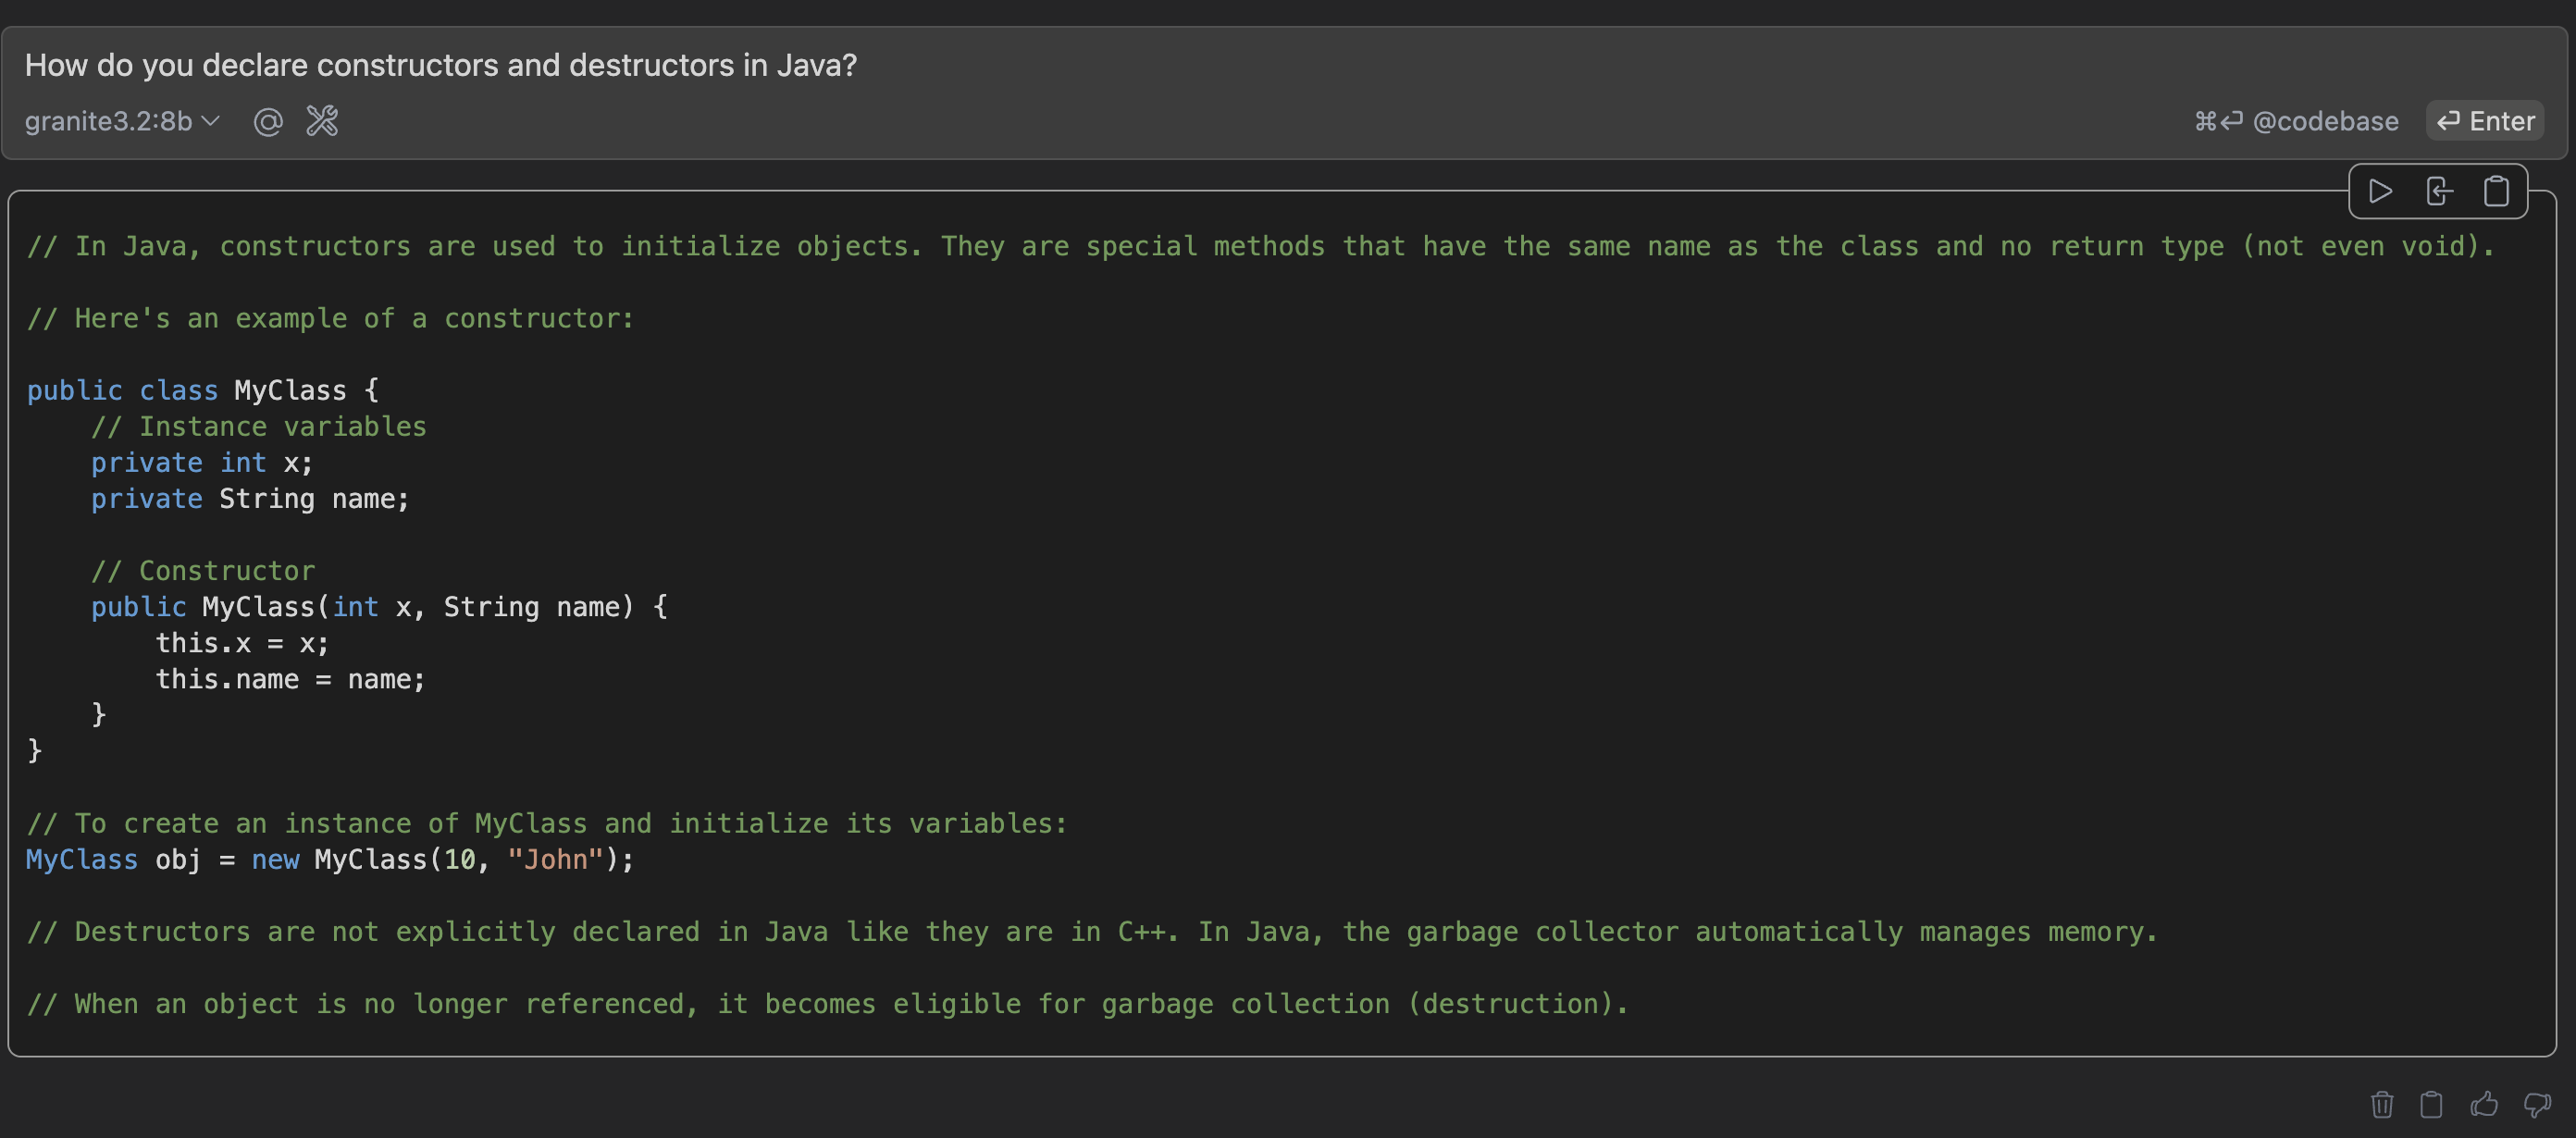 How do you declare constructors and destructors in Java?
granite3.2:8b @ ⌘⏎ @codebase ⏎ Enter
// In Java, constructors are used to initialize objects. They are special methods that have the same name as the class and no return type (not even void).
// Here's an example of a constructor:
public class MyClass {
    // Instance variables
    private int x;
    private String name;
    // Constructor
    public MyClass(int x, String name) {
        this.x = x;
        this.name = name;
    }
}
// To create an instance of MyClass and initialize its variables:
MyClass obj = new MyClass(10, "John");
// Destructors are not explicitly declared in Java like they are in C++. In Java, the garbage collector automatically manages memory.
// When an object is no longer referenced, it becomes eligible for garbage collection (destruction).